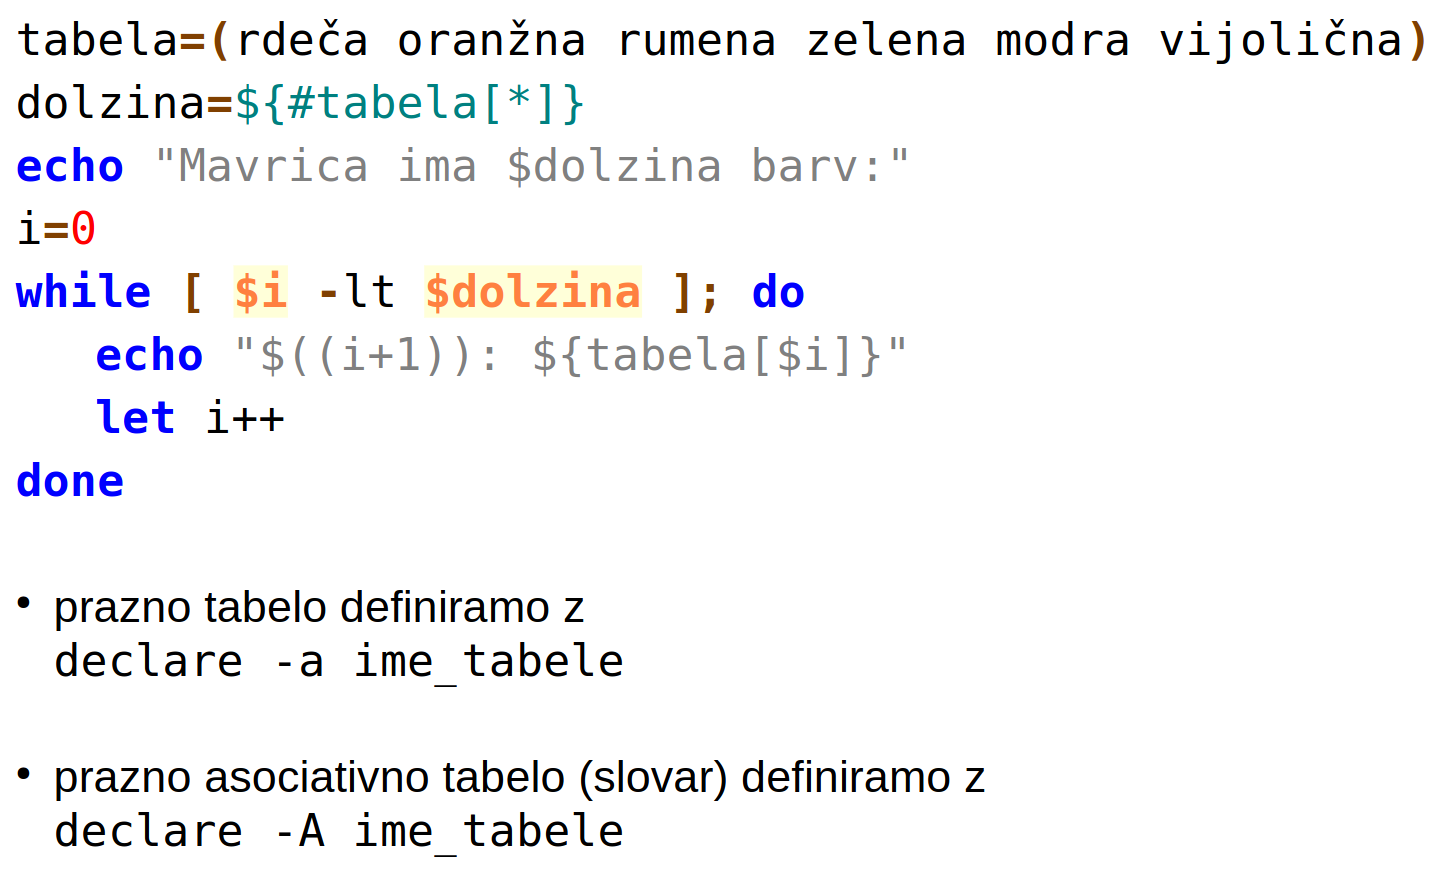 tabela=(rdeča oranžna rumena zelena modra vijolična)
dolzina=${#tabela[*]}
echo "Mavrica ima $dolzina barv:"
i=0
while [ $i -lt $dolzina ]; do
   echo "$((i+1)): ${tabela[$i]}"
   let i++
done
• prazno tabelo definiramo z
declare -a ime_tabele
• prazno asociativno tabelo (slovar) definiramo z
declare -A ime_tabele